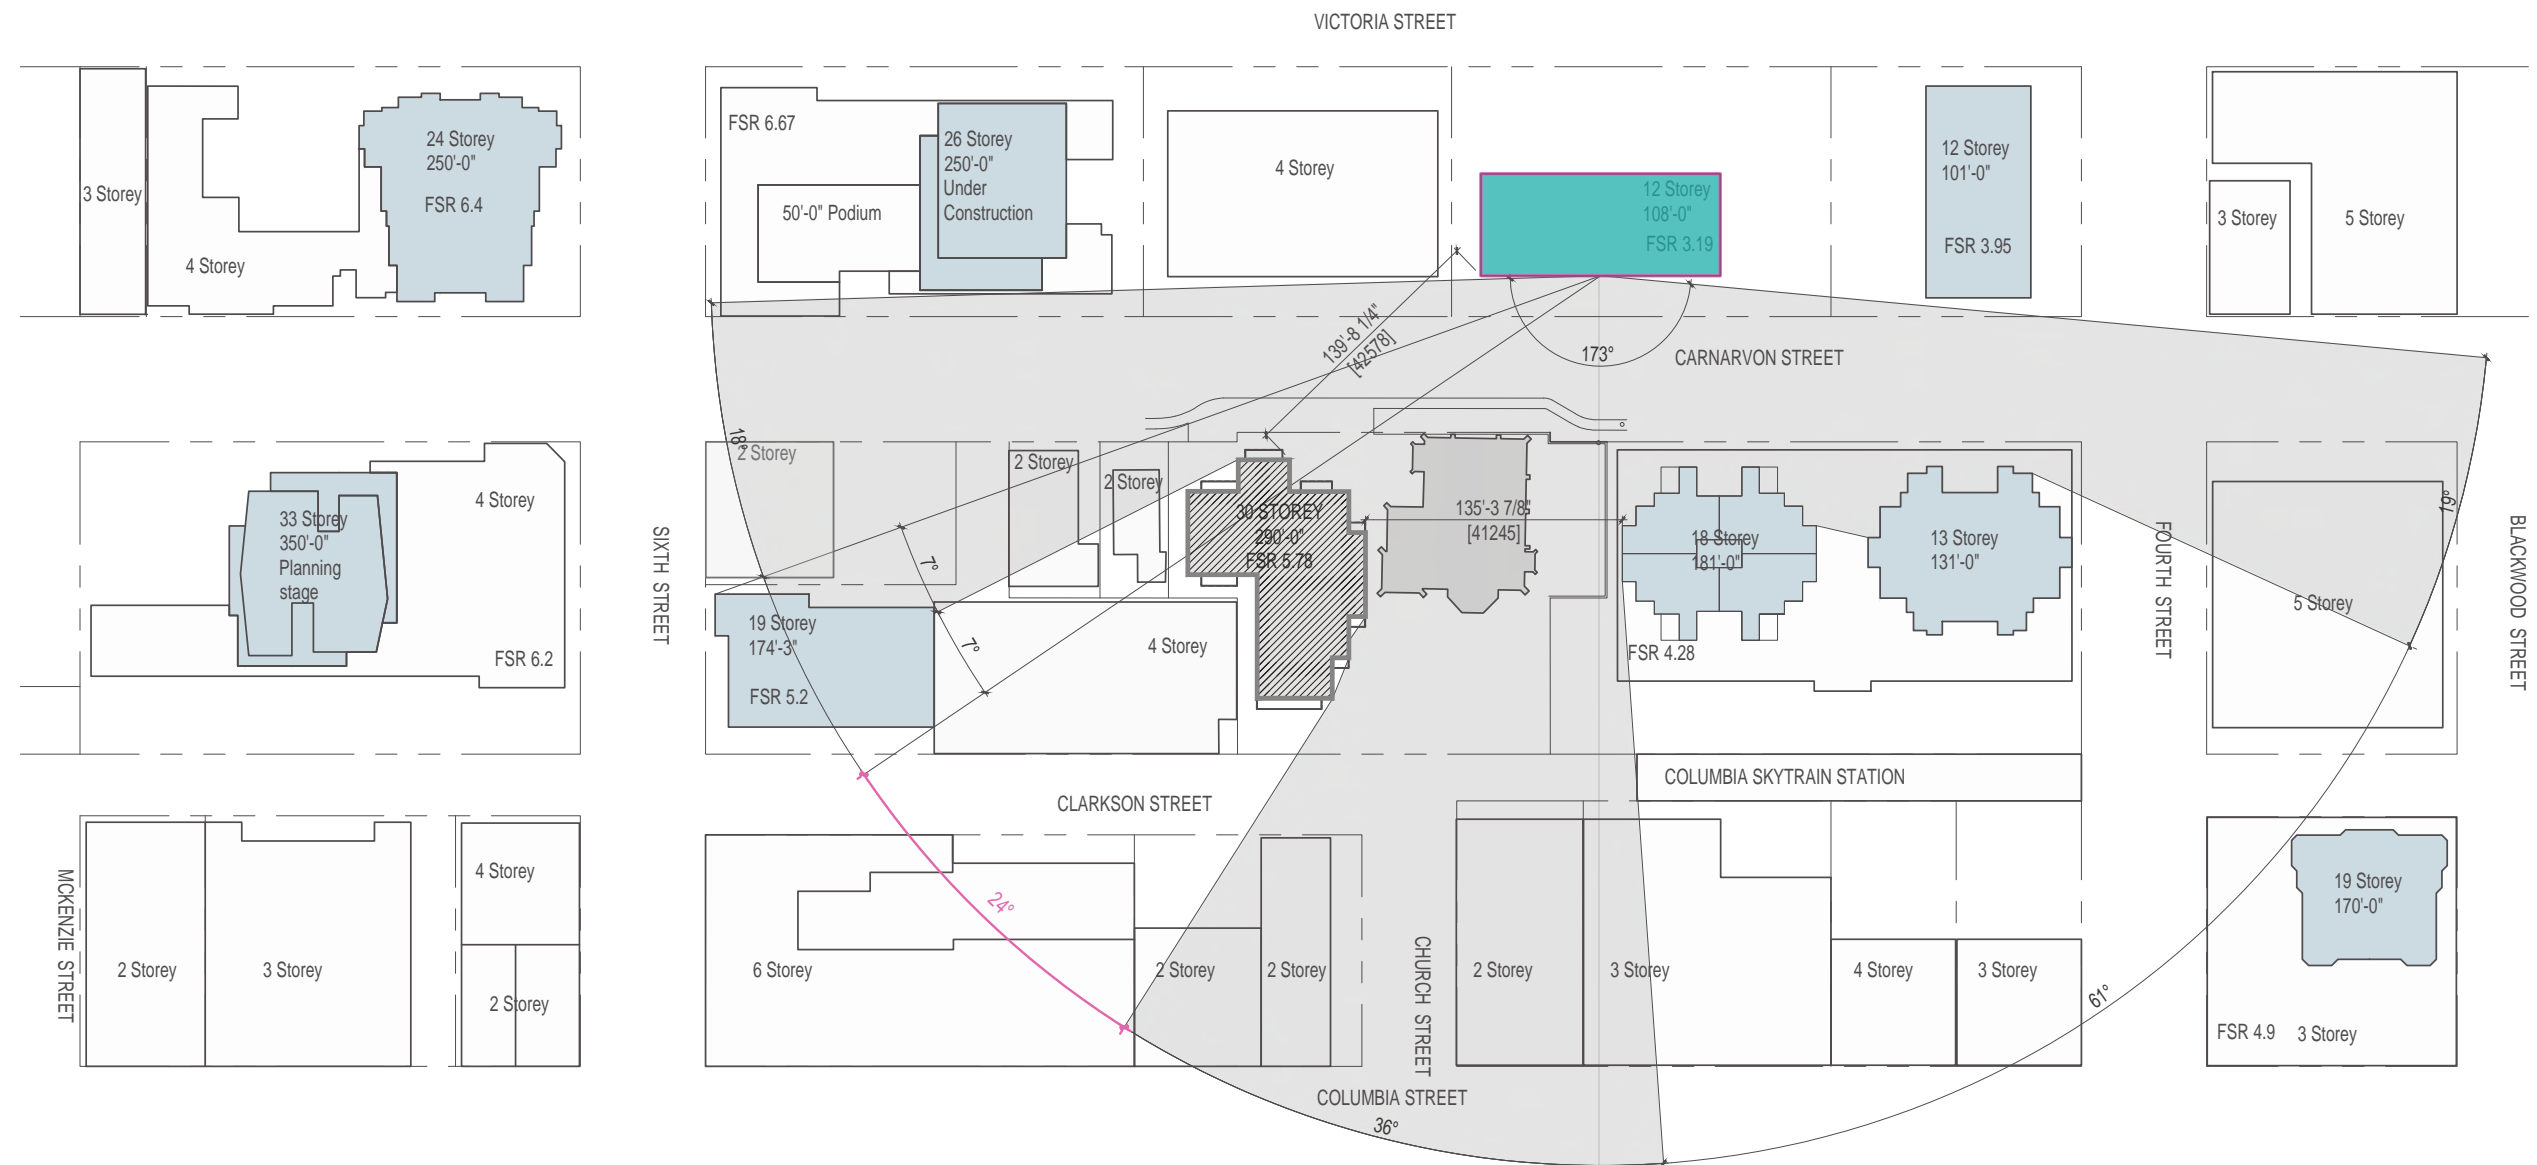 VICTORIA STREET
3 Storey
4 Storey
24 Storey
250'-0"
FSR 6.4
FSR 6.67
50'-0" Podium
26 Storey
250'-0"
Under
Construction
4 Storey
12 Storey
108'-0"
FSR 3.19
12 Storey
101'-0"
FSR 3.95
3 Storey
5 Storey
139'-8 1/4"
[42578]
173°
CARNARVON STREET
33 Storey
350'-0"
Planning
stage
4 Storey
FSR 6.2
SIXTH STREET
18°
2 Storey
2 Storey
2 Storey
30 STOREY
290'-0"
FSR 5.78
135'-3 7/8"
[41245]
°
18 Storey
181'-0"
13 Storey
131'-0"
FSR 4.28
FOURTH STREET
19°
5 Storey
BLACKWOOD STREET
7°
7°
19 Storey
174'-3"
FSR 5.2
4 Storey
CLARKSON STREET
COLUMBIA SKYTRAIN STATION
MCKENZIE STREET
2 Storey
3 Storey
4 Storey
2 Storey
24°
6 Storey
2 Storey
2 Storey
CHURCH STREET
2 Storey
3 Storey
4 Storey
3 Storey
61°
19 Storey
170'-0"
FSR 4.9
3 Storey
COLUMBIA STREET
36°